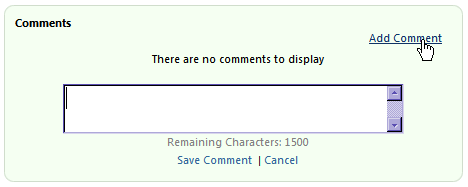 Comments
Add Comment
There are no comments to display
Remaining Characters: 1500
Save Comment | Cancel